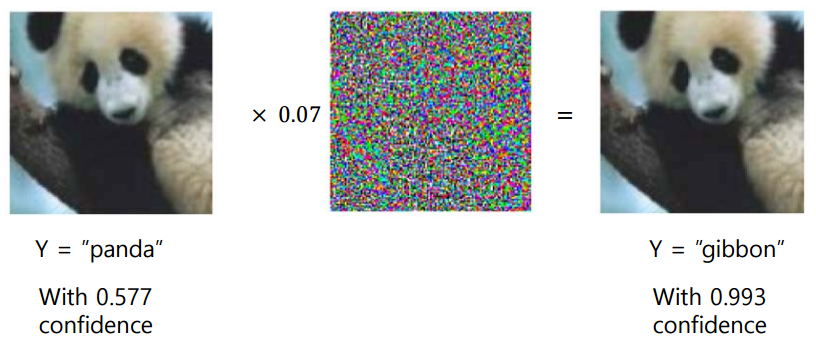 × 0.07
=
Y = ”panda”
With 0.577
confidence
Y = ”gibbon”
With 0.993
confidence